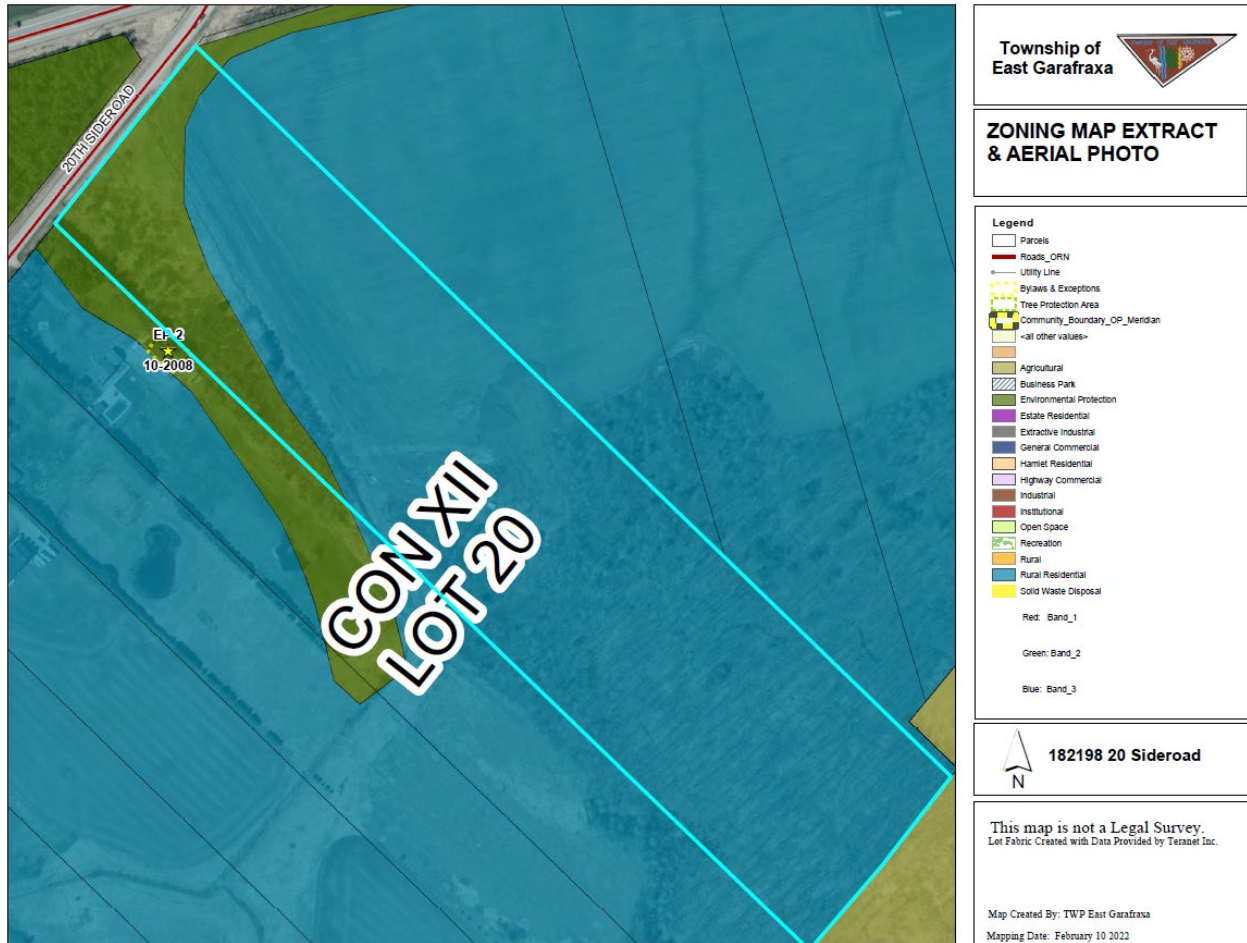 20TH SIDEROAD
EP-2
10-2008
CON XII
LOT 20
Township of
East Garafraxa
ZONING MAP EXTRACT
& AERIAL PHOTO
Legend
Parcels
Roads_ORN
Utility Line
Bylaws & Exceptions
Tree Protection Area
Community_Boundary_OP_Meridian
<all other values>
Agricultural
Business Park
Environmental Protection
Estate Residential
Extractive Industrial
General Commercial
Hamlet Residential
Highway Commercial
Industrial
Institutional
Open Space
Recreation
Rural
Rural Residential
Solid Waste Disposal
Red: Band_1
Green: Band_2
Blue: Band_3
N
182198 20 Sideroad
This map is not a Legal Survey.
Lot Fabric Created with Data Provided by Teranet Inc.
Map Created By: TWP East Garafraxa
Mapping Date: February 10 2022